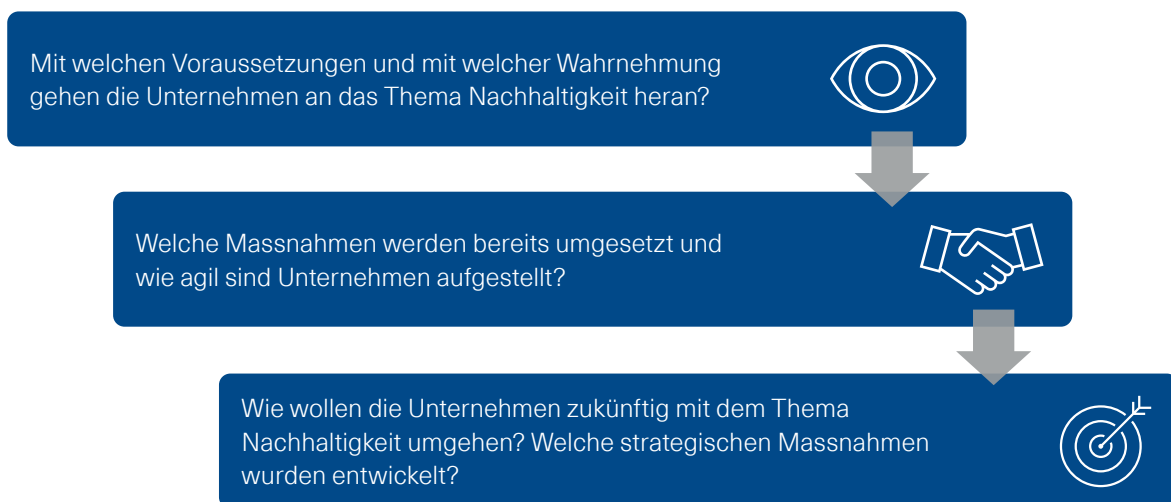 Mit welchen Voraussetzungen und mit welcher Wahrnehmung
gehen die Unternehmen an das Thema Nachhaltigkeit heran?
Welche Massnahmen werden bereits umgesetzt und
wie agil sind Unternehmen aufgestellt?
Wie wollen die Unternehmen zukünftig mit dem Thema
Nachhaltigkeit umgehen? Welche strategischen Massnahmen
wurden entwickelt?